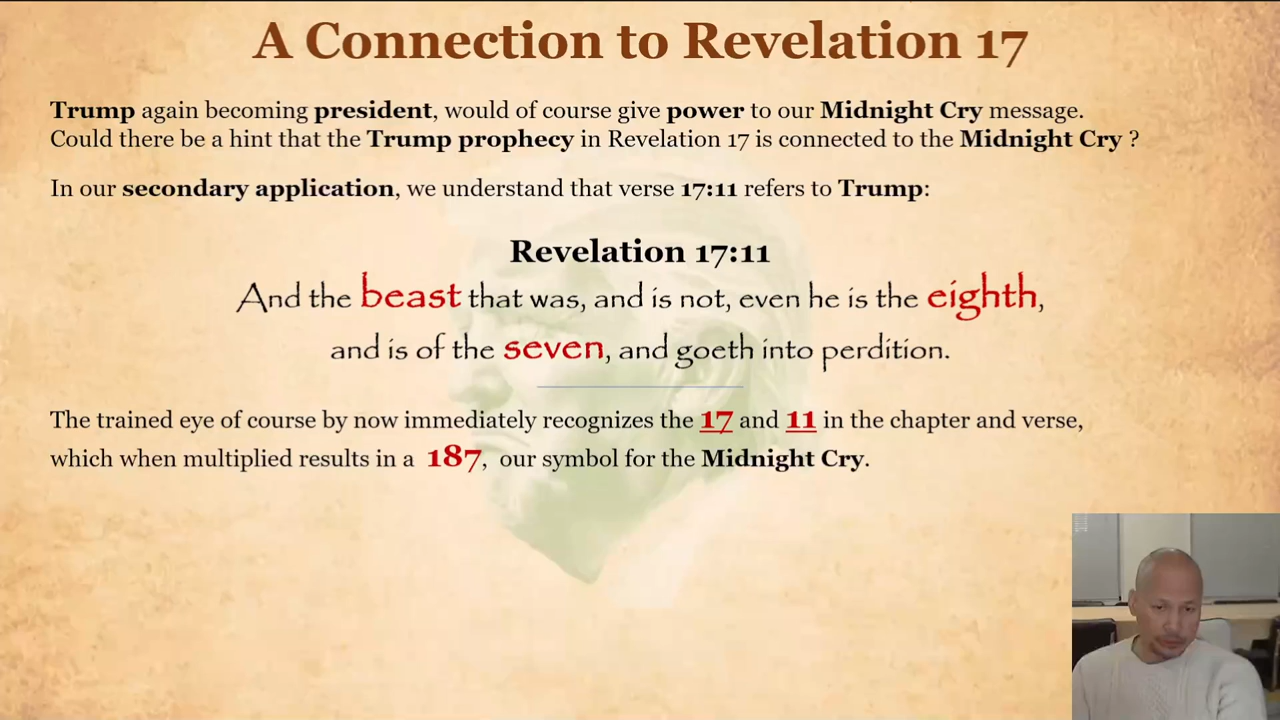 A Connection to Revelation 17
Trump again becoming president, would of course give power to our Midnight Cry message.
Could there be a hint that the Trump prophecy in Revelation 17 is connected to the Midnight Cry ?
In our secondary application, we understand that verse 17:11 refers to Trump:
Revelation 17:11
And the beast that was, and is not, even he is the eighth,
and is of the seven, and goeth into perdition.
The trained eye of course by now immediately recognizes the 17 and 11 in the chapter and verse,
which when multiplied results in a 187, our symbol for the Midnight Cry.